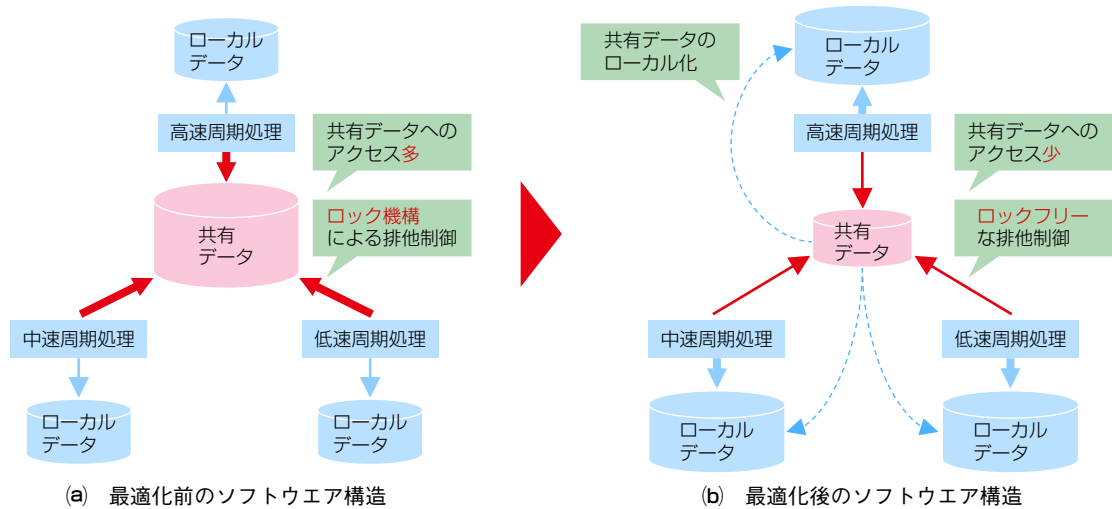 ローカル
データ
高速周期処理
共有データへの
アクセス多
共有
データ
ロック機構
による排他制御
中速周期処理
低速周期処理
ローカル
データ
ローカル
データ
(a) 最適化前のソフトウエア構造
共有データの
ローカル化
ローカル
データ
高速周期処理
共有データへの
アクセス少
共有
データ
ロックフリー
な排他制御
中速周期処理
低速周期処理
ローカル
データ
ローカル
データ
(b) 最適化後のソフトウエア構造